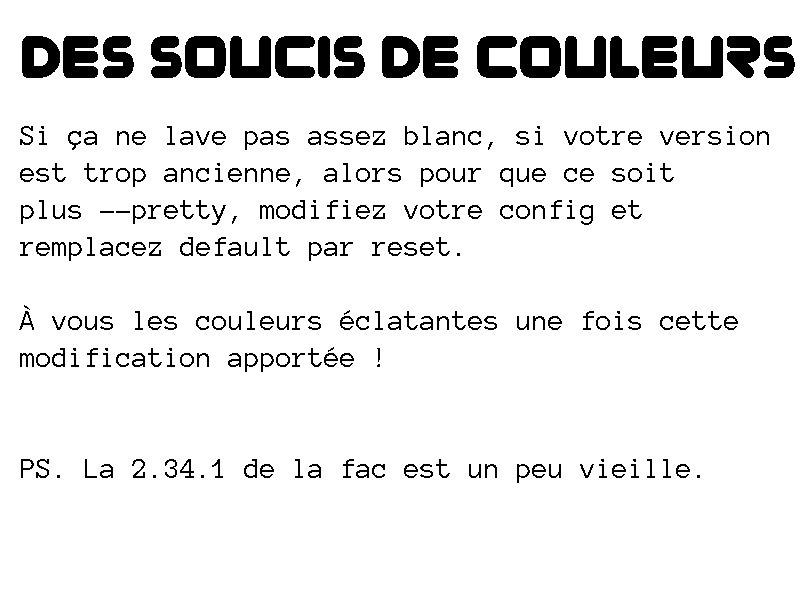 DES SOUCIS DE COULEURS
Si ça ne lave pas assez blanc, si votre version
est trop ancienne, alors pour que ce soit
plus --pretty, modifiez votre config et
remplacez default par reset.
À vous les couleurs éclatantes une fois cette
modification apportée !
PS. La 2.34.1 de la fac est un peu vieille.